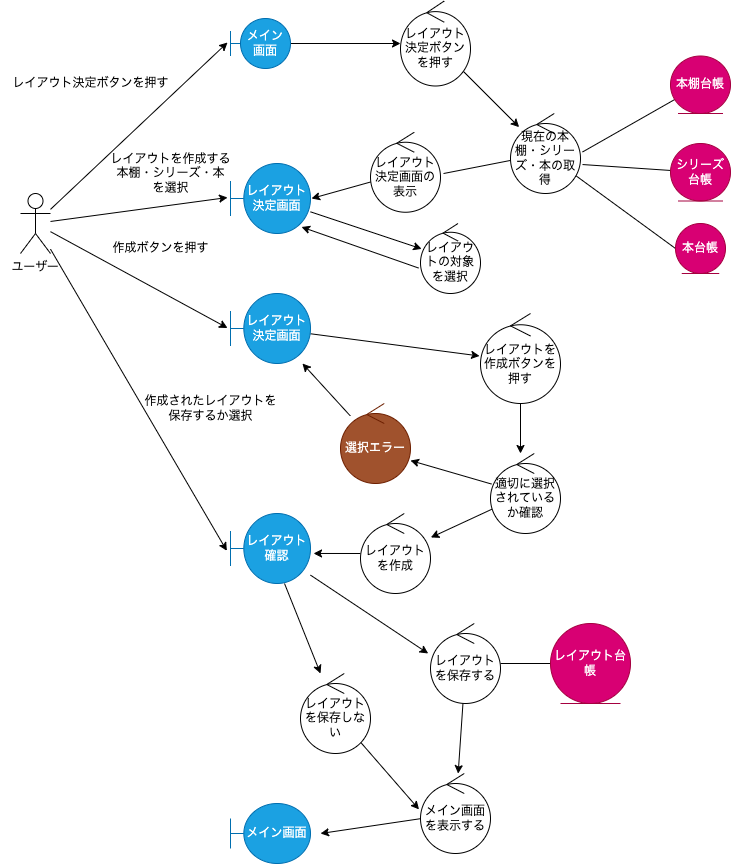 メイン
画面
レイアウト
決定ボタン
を押す
レイアウト決定ボタンを押す
本棚台帳
現在の本
棚・シリー
ズ・本の取
得
レイアウトを作成する
本棚・シリーズ・本
を選択
レイアウト
決定画面の
表示
シリーズ
台帳
レイアウト
決定画面
ユーザー
作成ボタンを押す
レイアウ
トの対象
を選択
本台帳
レイアウト
決定画面
レイアウトを
作成ボタンを
押す
作成されたレイアウトを
保存するか選択
選択エラー
適切に選択
されている
か確認
レイアウト
確認
レイアウト
を作成
レイアウト
を保存する
レイアウト台
帳
レイアウト
を保存しな
い
メイン画面
を表示する
メイン画面